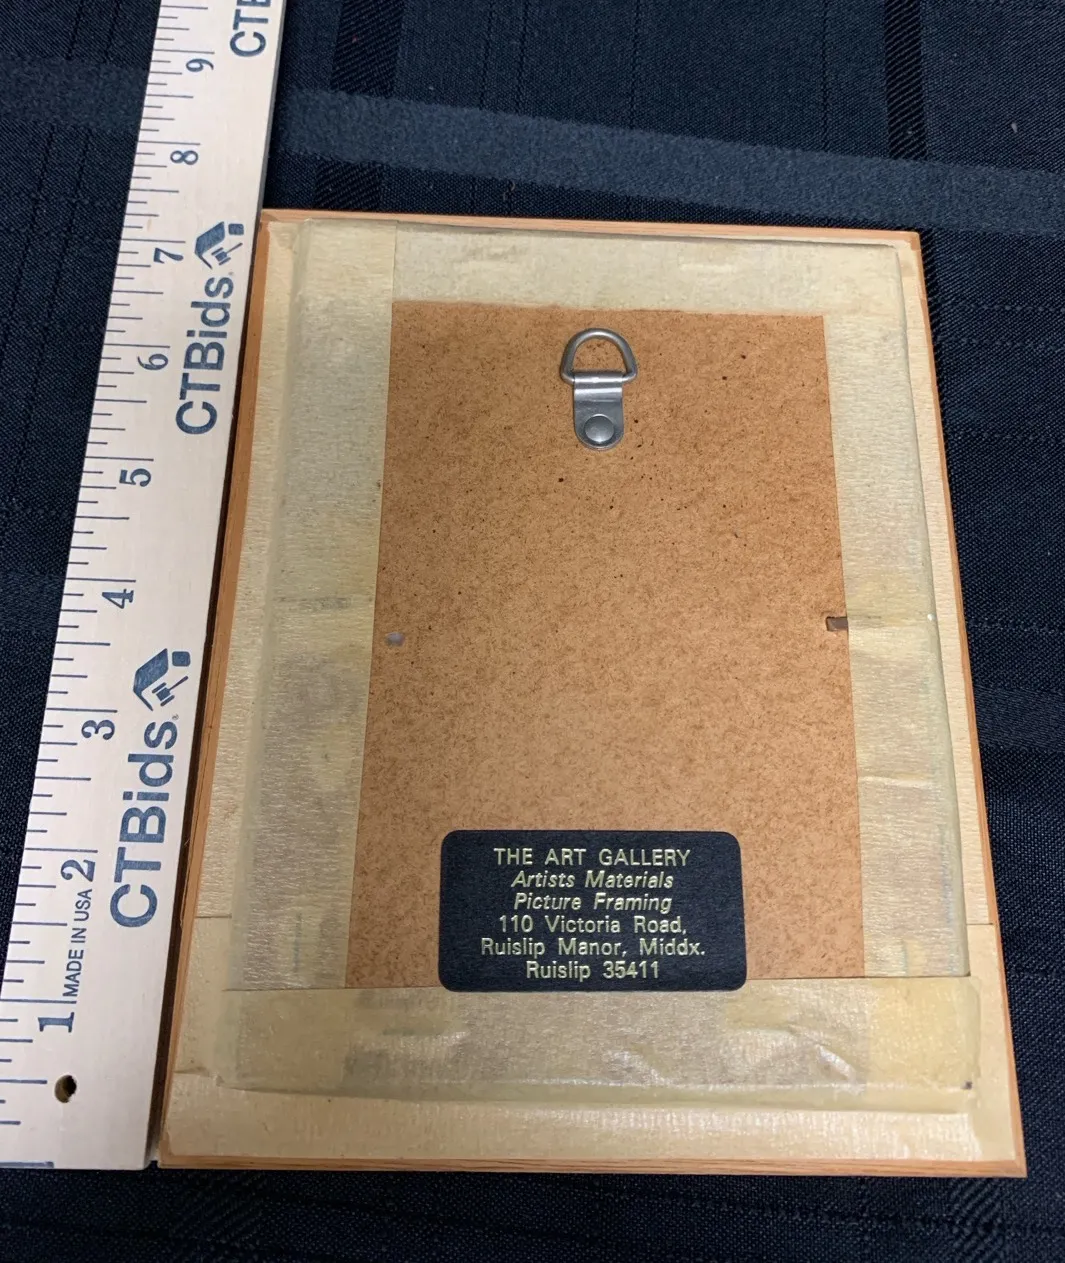 THE ART GALLERY
Artists Materials
Picture Framing
110 Victoria Road,
Ruislip Manor, Middx.
Ruislip 35411
1
MADE IN USA
2
CTBids
3
4
5
CTBids
6
7
8
9
CTB